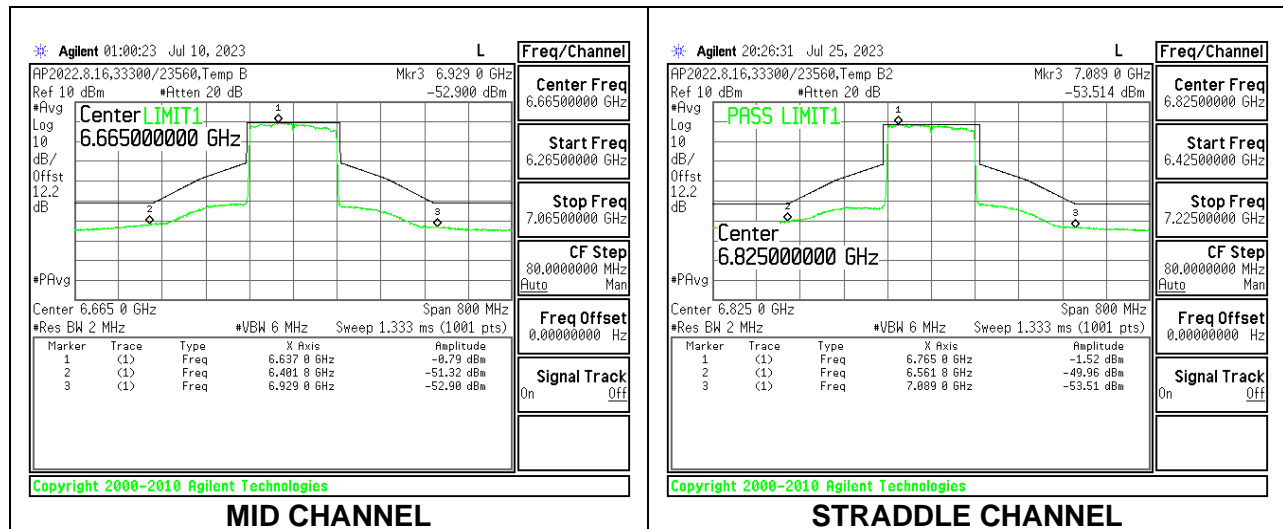 Agilent 01:00:23 Jul 10, 2023 L
Freq/Channel
AP2022.8.16,33300/23560,Temp B Mkr3 6.929 0 GHz
Ref 10 dBm #Atten 20 dB -52.900 dBm
#Avg
Log
10
dB/
Offst
12.2
dB
#PAvg
Center LIMIT1
6.665000000 GHz
1
2
3
Center 6.665 0 GHz Span 800 MHz
#Res BW 2 MHz #VBW 6 MHz Sweep 1.333 ms (1001 pts)
Marker Trace Type X Axis Amplitude
1 (1) Freq 6.637 0 GHz -0.79 dBm
2 (1) Freq 6.401 8 GHz -51.32 dBm
3 (1) Freq 6.929 0 GHz -52.90 dBm
Center Freq
6.66500000 GHz
Start Freq
6.26500000 GHz
Stop Freq
7.06500000 GHz
CF Step
80.0000000 MHz
Auto Man
Freq Offset
0.00000000 Hz
Signal Track
On Off
Copyright 2000-2010 Agilent Technologies
MID CHANNEL
Agilent 20:26:31 Jul 25, 2023 L
Freq/Channel
AP2022.8.16,33300/23560,Temp B2 Mkr3 7.089 0 GHz
Ref 10 dBm #Atten 20 dB -53.514 dBm
#Avg
Log
10
dB/
Offst
12.2
dB
#PAvg
PASS LIMIT1
1
2
3
Center
6.825000000 GHz
Center 6.825 0 GHz Span 800 MHz
#Res BW 2 MHz #VBW 6 MHz Sweep 1.333 ms (1001 pts)
Marker Trace Type X Axis Amplitude
1 (1) Freq 6.765 0 GHz -1.52 dBm
2 (1) Freq 6.561 8 GHz -49.96 dBm
3 (1) Freq 7.089 0 GHz -53.51 dBm
Center Freq
6.82500000 GHz
Start Freq
6.42500000 GHz
Stop Freq
7.22500000 GHz
CF Step
80.0000000 MHz
Auto Man
Freq Offset
0.00000000 Hz
Signal Track
On Off
Copyright 2000-2010 Agilent Technologies
STRADDLE CHANNEL